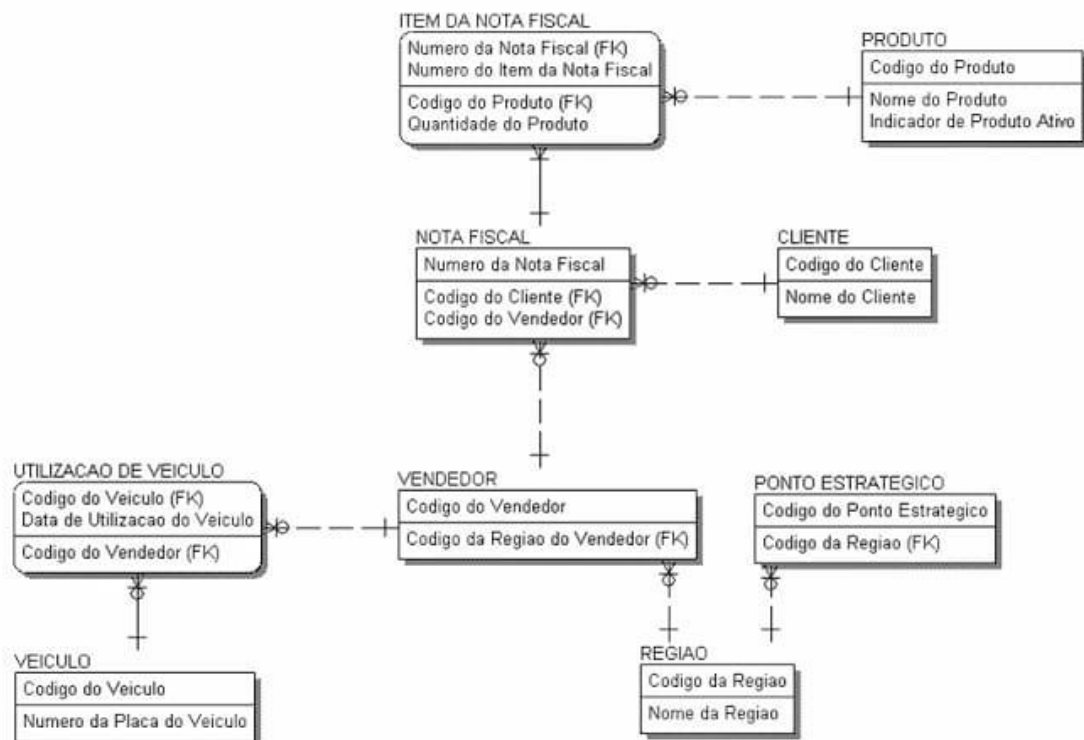 ITEM DA NOTA FISCAL
Numero da Nota Fiscal (FK)
Numero do Item da Nota Fiscal
Codigo do Produto (FK)
Quantidade do Produto
PRODUTO
Codigo do Produto
Nome do Produto
Indicador de Produto Ativo
NOTA FISCAL
Numero da Nota Fiscal
Codigo do Cliente (FK)
Codigo do Vendedor (FK)
CLIENTE
Codigo do Cliente
Nome do Cliente
UTILIZACAO DE VEICULO
Codigo do Veiculo (FK)
Data de Utilizacao do Veiculo
Codigo do Vendedor (FK)
VENDEDOR
Codigo do Vendedor
Codigo da Regiao do Vendedor (FK)
PONTO ESTRATEGICO
Codigo do Ponto Estrategico
Codigo da Regiao (FK)
VEICULO
Codigo do Veiculo
Numero da Placa do Veiculo
REGIAO
Codigo da Regiao
Nome da Regiao